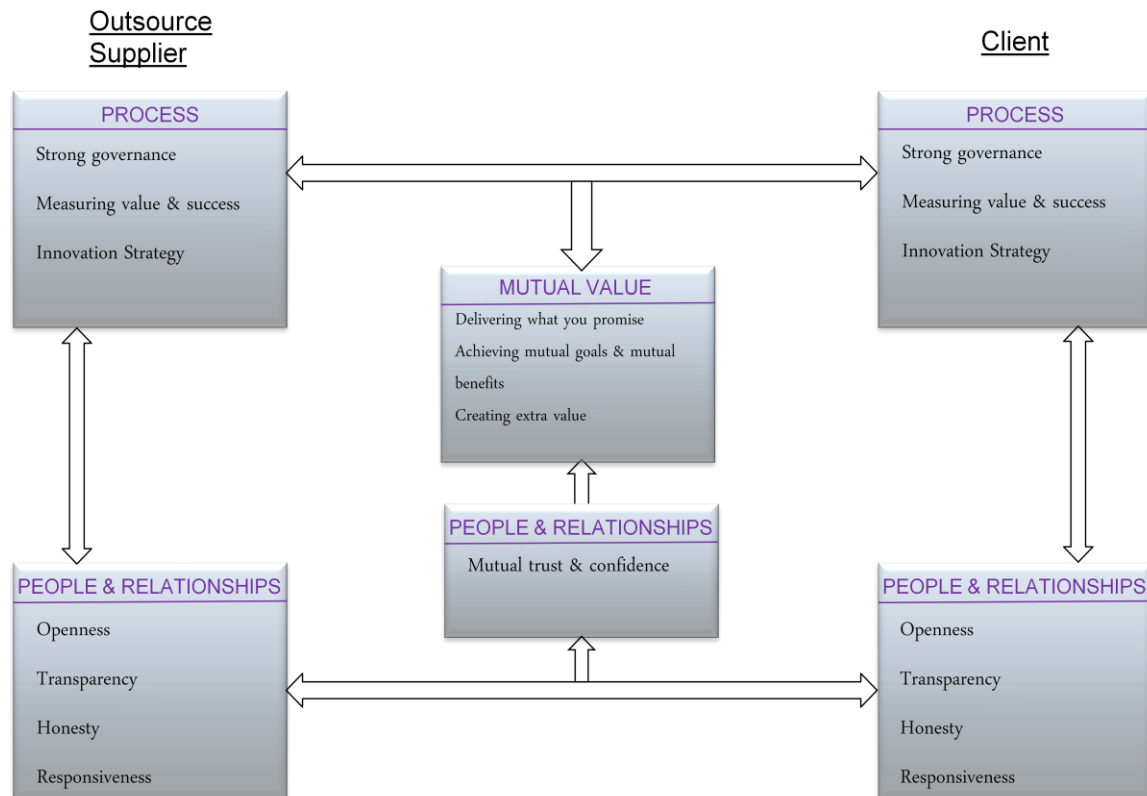 Outsource
Supplier
Client
PROCESS
Strong governance
Measuring value & success
Innovation Strategy
PROCESS
Strong governance
Measuring value & success
Innovation Strategy
MUTUAL VALUE
Delivering what you promise
Achieving mutual goals & mutual
benefits
Creating extra value
PEOPLE & RELATIONSHIPS
Mutual trust & confidence
PEOPLE & RELATIONSHIPS
Openness
Transparency
Honesty
Responsiveness
PEOPLE & RELATIONSHIPS
Openness
Transparency
Honesty
Responsiveness